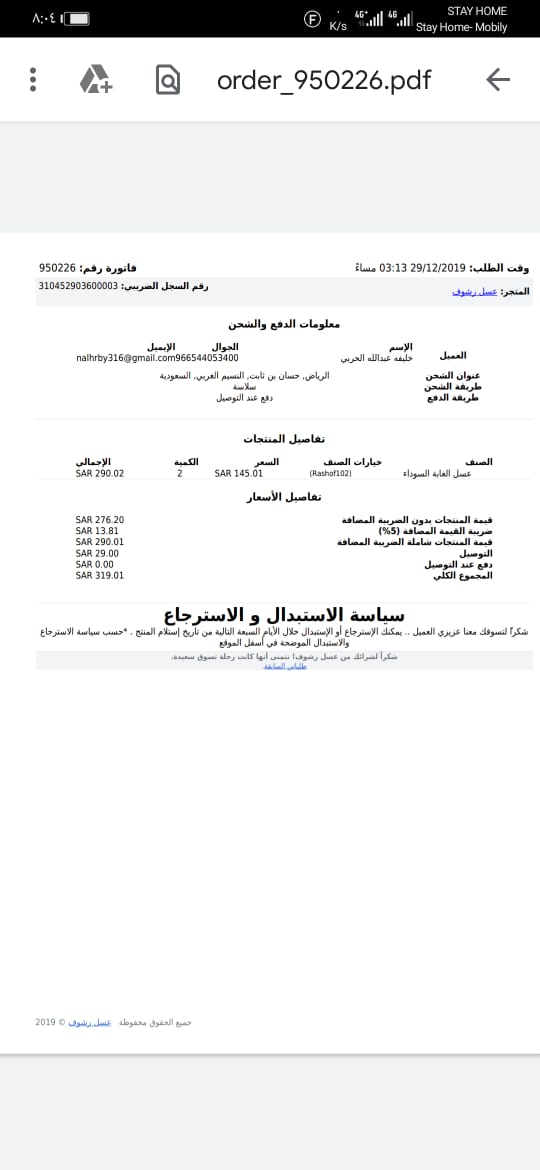 ٨:٠٤
STAY HOME
K/s 4G+ 4G Stay Home- Mobily
order_950226.pdf
وقت الطلب: 29/12/2019 03:13 مساءً
فاتورة رقم: 950226
المتجر: عسل رشوف
رقم السجل الضريبي: 310452903600003
معلومات الدفع والشحن
الإسم الجوال الإيميل
العميل خليفه عبدالله الحربي 966544053400 nalhrby316@gmail.com
عنوان الشحن الرياض, حسان بن ثابت, النسيم الغربي, السعودية
طريقة الشحن سلاسة
طريقة الدفع دفع عند التوصيل
تفاصيل المنتجات
الصنف خيارات الصنف السعر الكمية الإجمالي
عسل الغابة السوداء (Rashof102) SAR 145.01 2 SAR 290.02
تفاصيل الأسعار
قيمة المنتجات بدون الضريبة المضافة SAR 276.20
ضريبة القيمة المضافة (5%) SAR 13.81
قيمة المنتجات شاملة الضريبة المضافة SAR 290.01
التوصيل SAR 29.00
دفع عند التوصيل SAR 0.00
المجموع الكلي SAR 319.01
سياسة الاستبدال و الاسترجاع
شكراً لتسوقك معنا عزيزي العميل .. يمكنك الإسترجاع أو الإستبدال خلال الأيام السبعة التالية من تاريخ إستلام المنتج . *حسب سياسة الاسترجاع
والاستبدال الموضحة في أسفل الموقع
شكراً لشرائك من عسل رشوف! نتمنى أنها كانت رحلة تسوق سعيدة.
طلباتي السابقة
جميع الحقوق محفوظة عسل رشوف © 2019